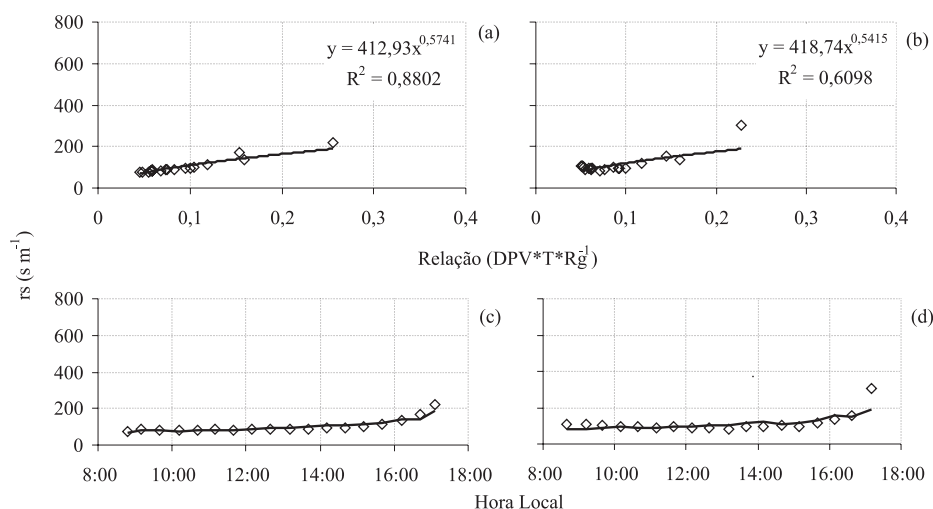 800
600
400
200
0
0
0,1
0,2
0,3
0,4
(a)
y = 412,93x^0,5741
R² = 0,8802
0
0,1
0,2
0,3
0,4
(b)
y = 418,74x^0,5415
R² = 0,6098
Relação (DPV*T*Rg⁻¹)
rs (s m⁻¹)
800
600
400
200
0
8:00
10:00
12:00
14:00
16:00
18:00
(c)
8:00
10:00
12:00
14:00
16:00
18:00
(d)
Hora Local